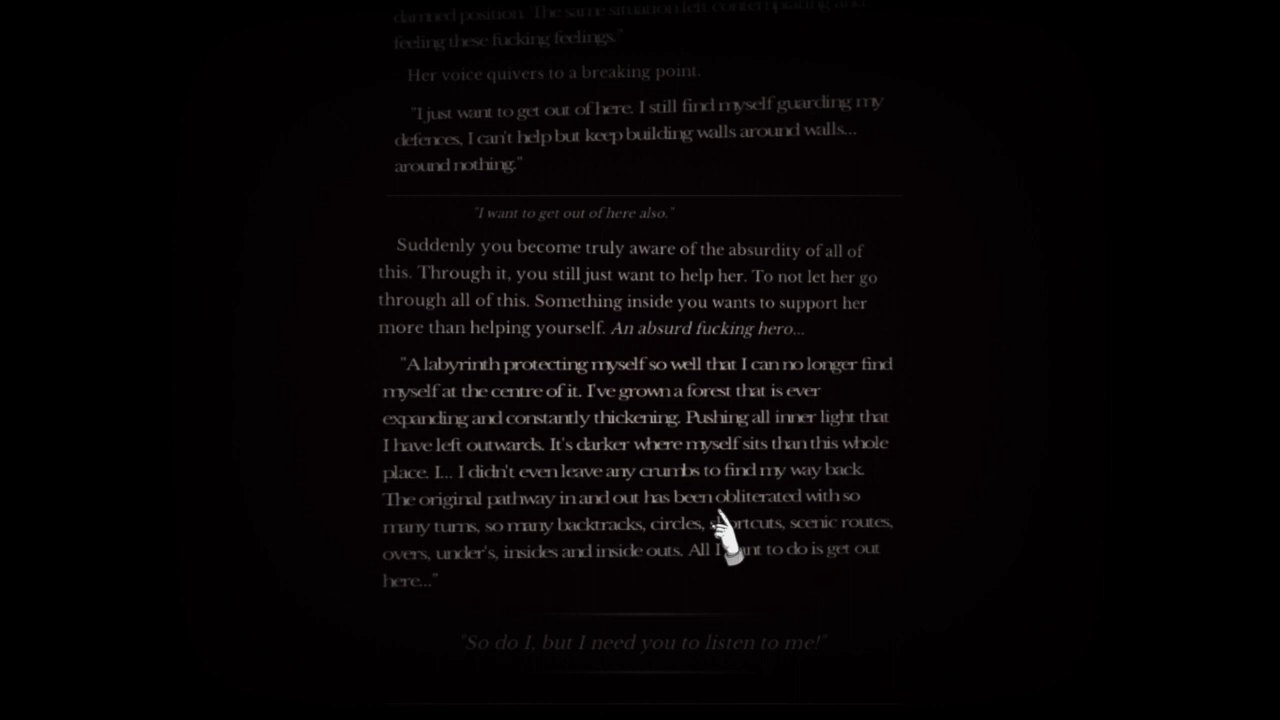 damned position. The same situation left contemplating and
feeling these fucking feelings."
Her voice quivers to a breaking point.
"I just want to get out of here. I still find myself guarding my
defences, I can't help but keep building walls around walls...
around nothing."
"I want to get out of here also."
Suddenly you become truly aware of the absurdity of all of
this. Through it, you still just want to help her. To not let her go
through all of this. Something inside you wants to support her
more than helping yourself. An absurd fucking hero...
"A labyrinth protecting myself so well that I can no longer find
myself at the centre of it. I've grown a forest that is ever
expanding and constantly thickening. Pushing all inner light that
I have left outwards. It's darker where myself sits than this whole
place. I... I didn't even leave any crumbs to find my way back.
The original pathway in and out has been obliterated with so
many turns, so many backtracks, circles, shortcuts, scenic routes,
overs, under's, insides and inside outs. All I want to do is get out
here..."
"So do I, but I need you to listen to me!"